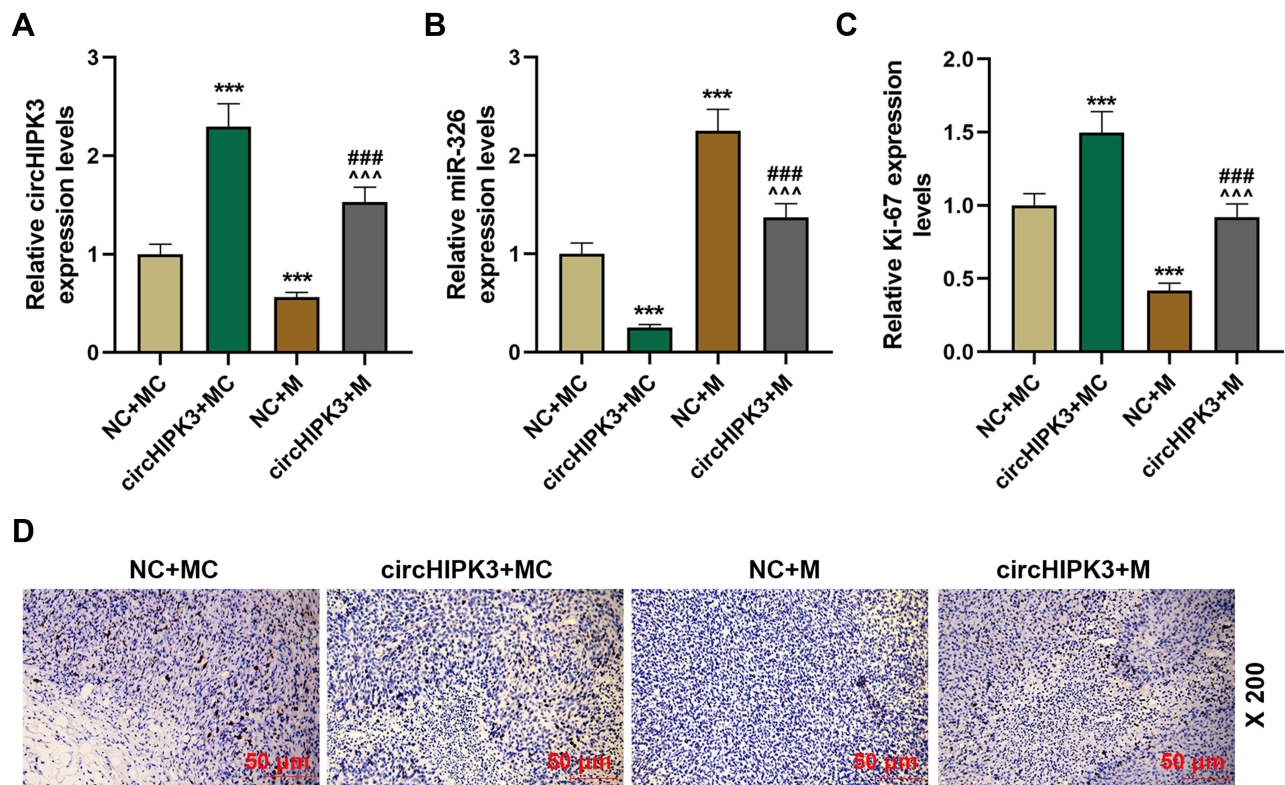 A
Relative circHIPK3
expression levels
3
2
1
0
***
***
###
^^^
NC+MC
circHIPK3+MC
NC+M
circHIPK3+M
B
Relative miR-326
expression levels
3
2
1
0
***
***
###
^^^
NC+MC
circHIPK3+MC
NC+M
circHIPK3+M
C
Relative Ki-67 expression
levels
2.0
1.5
1.0
0.5
0.0
***
***
###
^^^
NC+MC
circHIPK3+MC
NC+M
circHIPK3+M
D
NC+MC
circHIPK3+MC
NC+M
circHIPK3+M
50 μm
50 μm
50 μm
50 μm
X 200